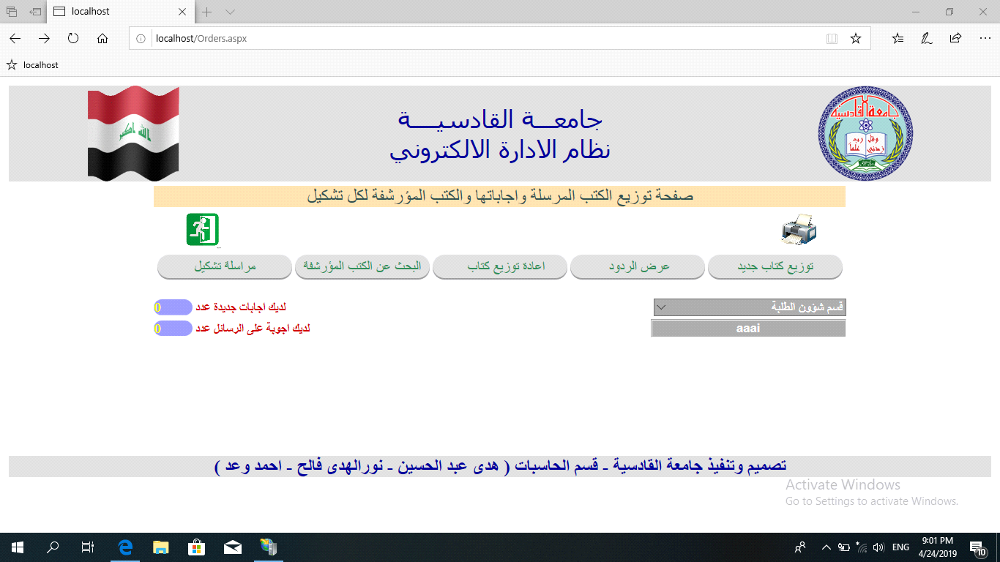 localhost
localhost/Orders.aspx
localhost
الله اكبر
جامعة القادسية
وقل رب
زدني علما
جامعـــة القادسيـــة
نظام الادارة الالكتروني
صفحة توزيع الكتب المرسلة واجاباتها والكتب المؤرشفة لكل تشكيل
توزيع كتاب جديد
عرض الردود
اعادة توزيع كتاب
البحث عن الكتب المؤرشفة
مراسلة تشكيل
قسم شؤون الطلبة
لديك اجابات جديدة عدد 0
aaai
لديك اجوبة على الرسائل عدد 0
تصميم وتنفيذ جامعة القادسية - قسم الحاسبات ( هدى عبد الحسين - نورالهدى فالح - احمد وعد )
Activate Windows
Go to Settings to activate Windows.
ENG
9:01 PM
4/24/2019
10